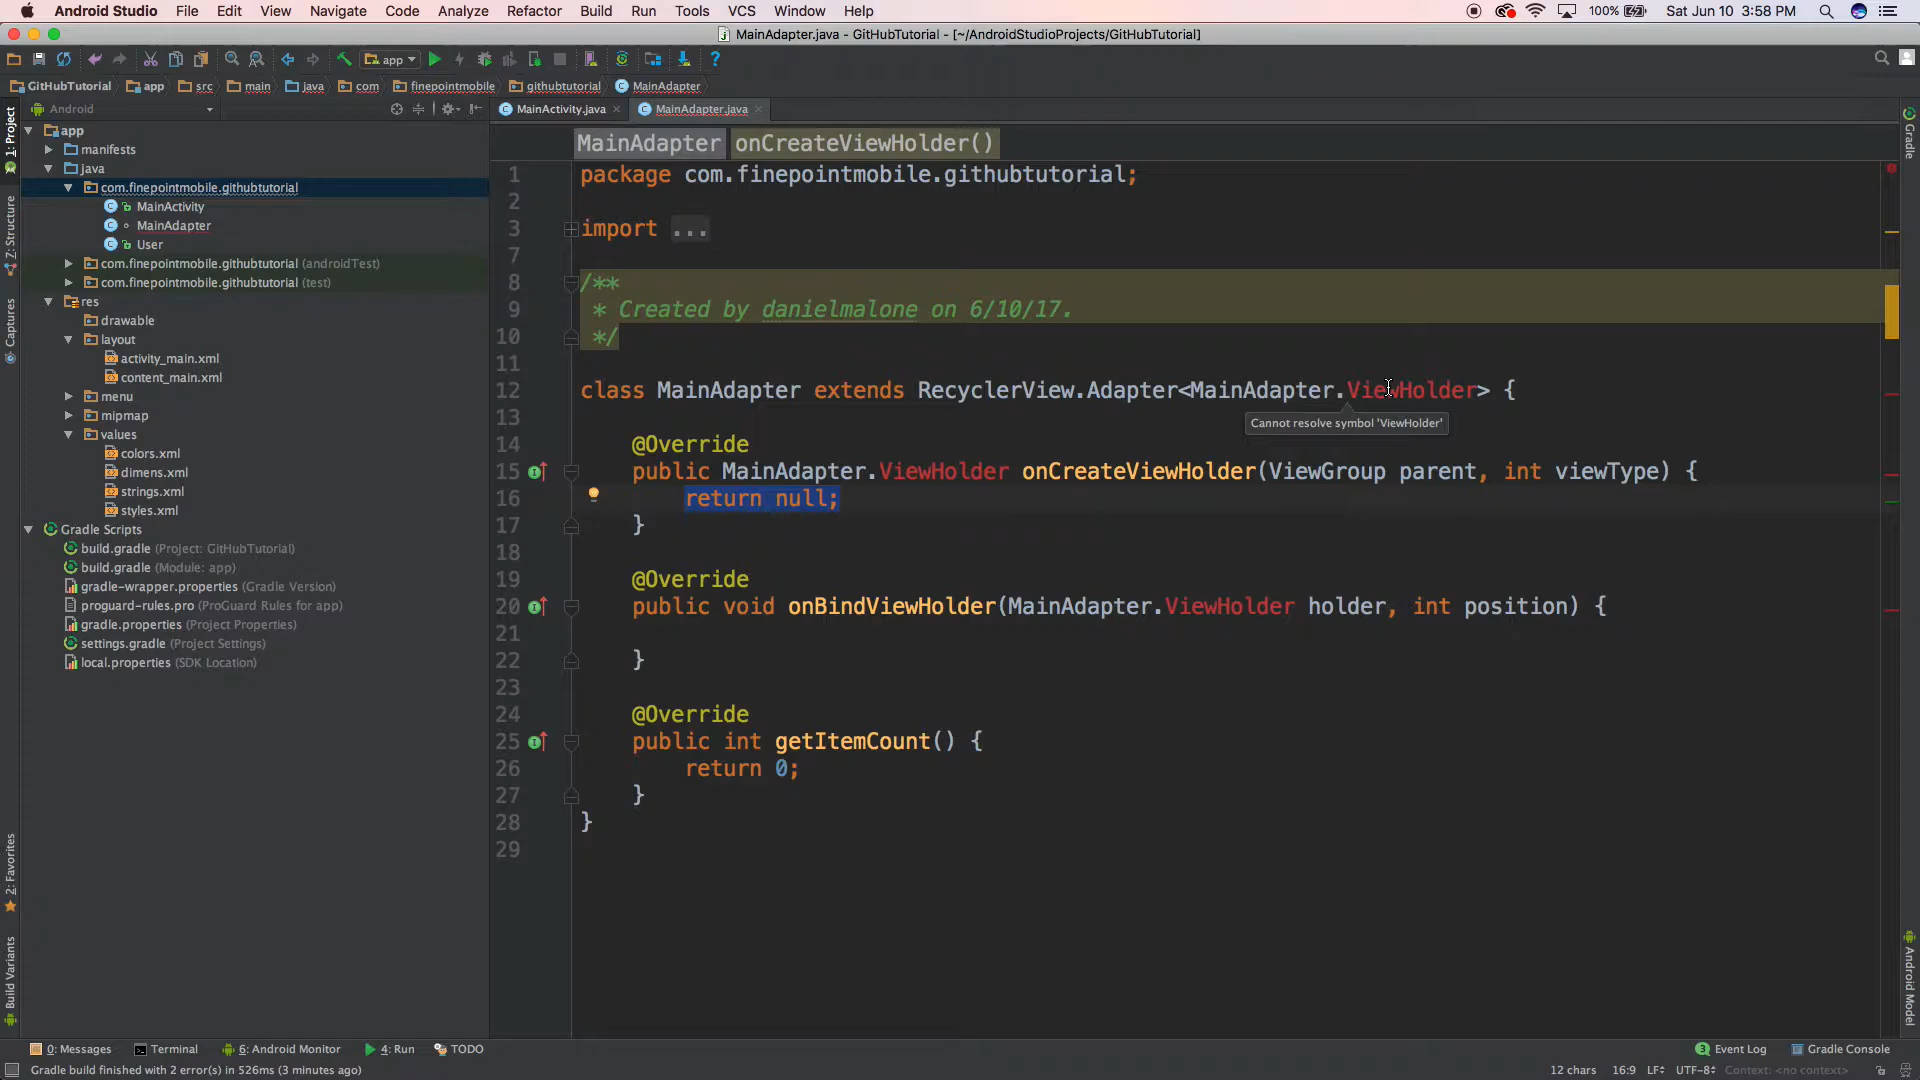 Android Studio File Edit View Navigate Code Analyze Refactor Build Run Tools VCS Window Help 100% Sat Jun 10 3:58 PM
MainAdapter.java - GitHubTutorial - [~/AndroidStudioProjects/GitHubTutorial]
app
GitHubTutorial app src main java com finepointmobile githubtutorial MainAdapter
Android
MainActivity.java MainAdapter.java
1: Project
Z: Structure
Captures
2: Favorites
Build Variants
app
manifests
java
com.finepointmobile.githubtutorial
MainActivity
MainAdapter
User
com.finepointmobile.githubtutorial (androidTest)
com.finepointmobile.githubtutorial (test)
res
drawable
layout
activity_main.xml
content_main.xml
menu
mipmap
values
colors.xml
dimens.xml
strings.xml
styles.xml
Gradle Scripts
build.gradle (Project: GitHubTutorial)
build.gradle (Module: app)
gradle-wrapper.properties (Gradle Version)
proguard-rules.pro (ProGuard Rules for app)
gradle.properties (Project Properties)
settings.gradle (Project Settings)
local.properties (SDK Location)
MainAdapter onCreateViewHolder()
1 package com.finepointmobile.githubtutorial;
2
3 import ...
7
8 /**
9 * Created by danielmalone on 6/10/17.
10 */
11
12 class MainAdapter extends RecyclerView.Adapter<MainAdapter.ViewHolder> {
Cannot resolve symbol 'ViewHolder'
13
14 @Override
15 public MainAdapter.ViewHolder onCreateViewHolder(ViewGroup parent, int viewType) {
16 return null;
17 }
18
19 @Override
20 public void onBindViewHolder(MainAdapter.ViewHolder holder, int position) {
21
22 }
23
24 @Override
25 public int getItemCount() {
26 return 0;
27 }
28 }
29
Gradle
Android Model
0: Messages Terminal 6: Android Monitor 4: Run TODO 3 Event Log Gradle Console
Gradle build finished with 2 error(s) in 526ms (3 minutes ago) 12 chars 16:9 LF UTF-8 Context: <no context>